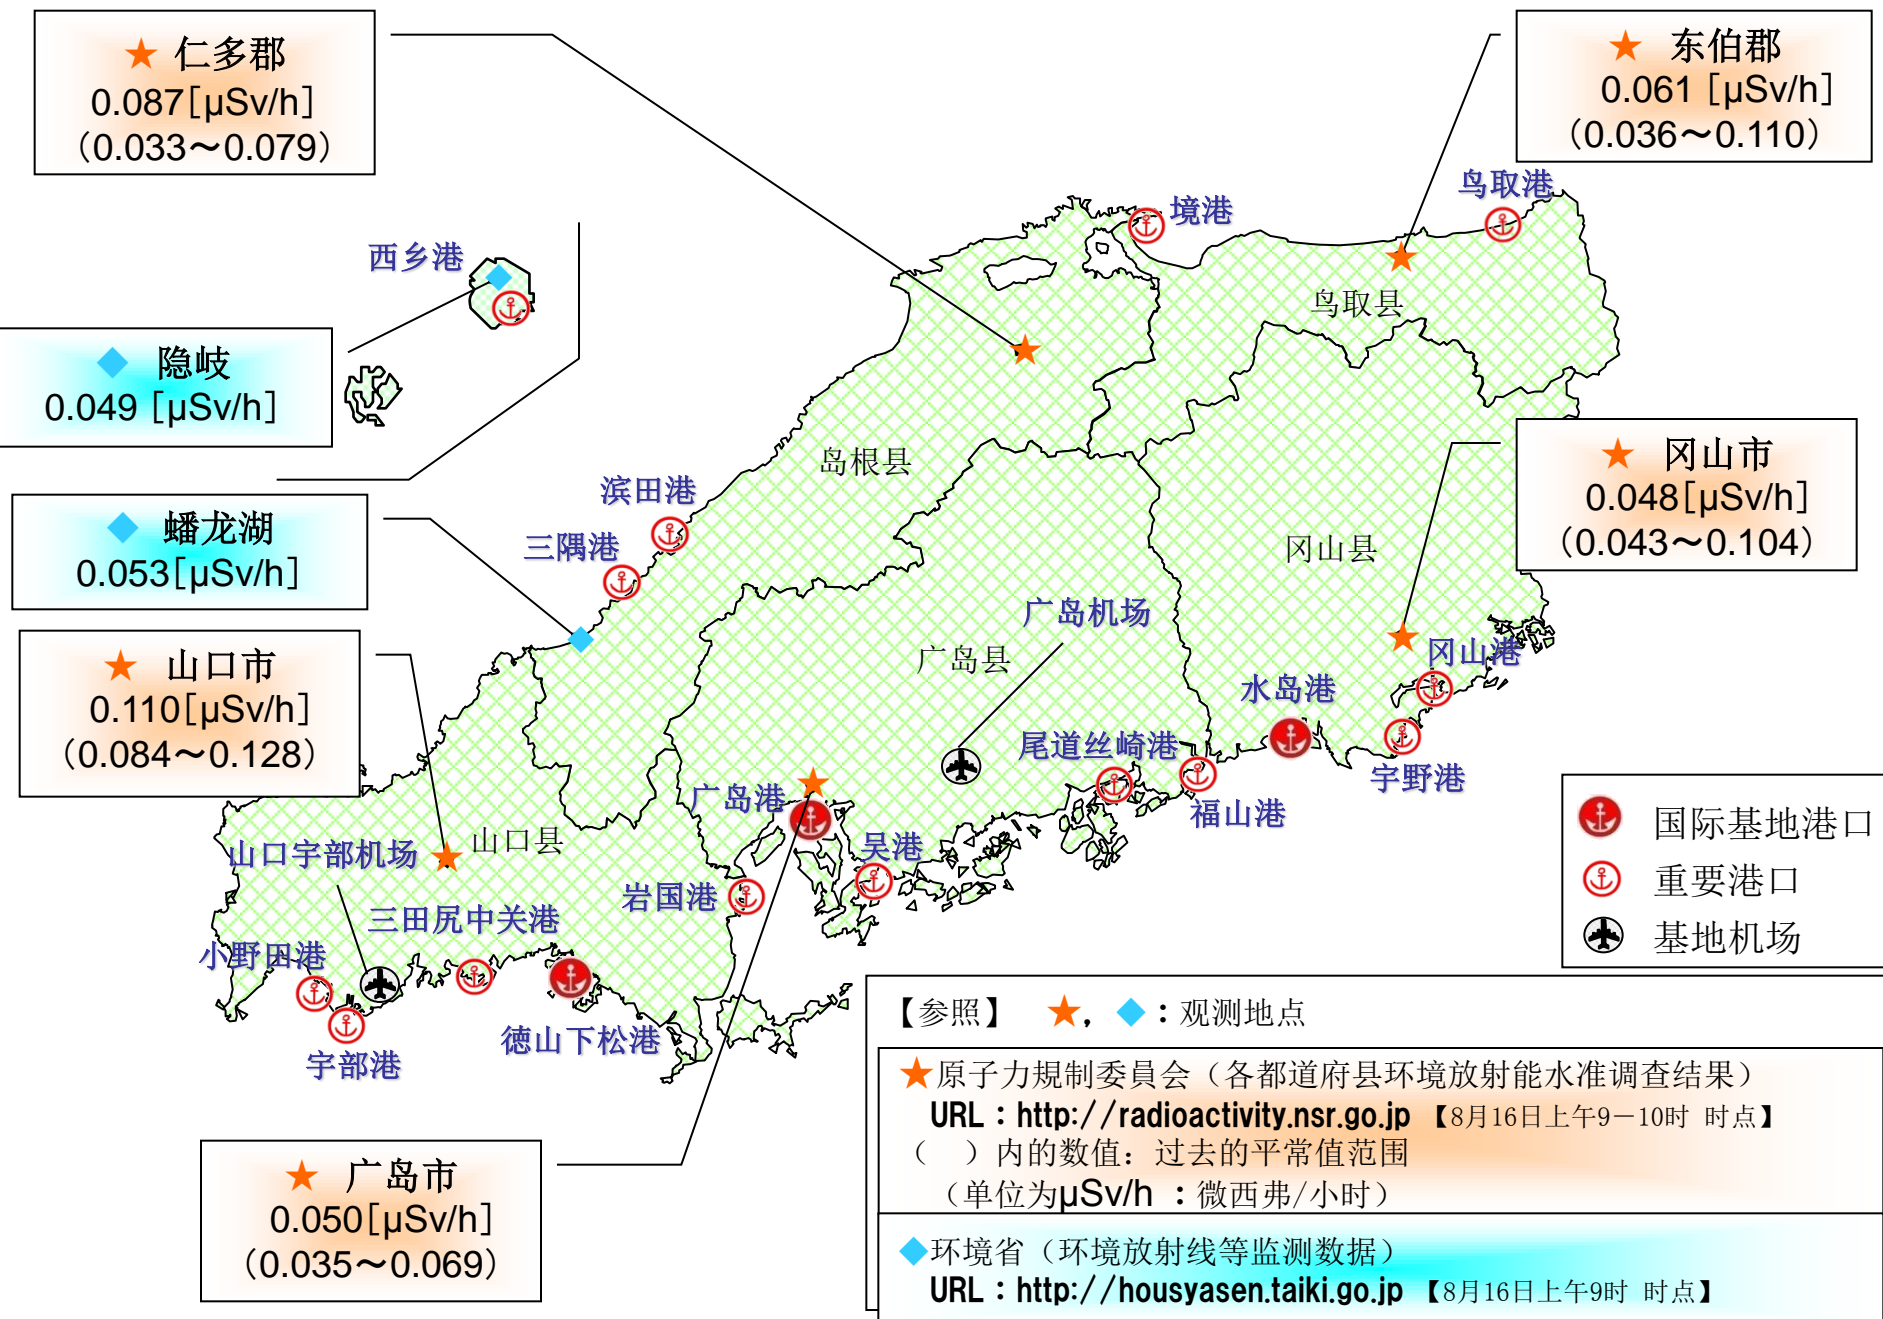 ★ 仁多郡
0.087[μSv/h]
（0.033～0.079）
★ 东伯郡
0.061 [μSv/h]
（0.036～0.110）
鸟取港
境港
西乡港
鸟取县
◆ 隐岐
0.049 [μSv/h]
岛根县
★ 冈山市
0.048[μSv/h]
（0.043～0.104）
滨田港
三隅港
冈山县
◆ 蟠龙湖
0.053[μSv/h]
广岛机场
广岛县
冈山港
★ 山口市
0.110[μSv/h]
（0.084～0.128）
水岛港
尾道丝崎港
宇野港
福山港
广岛港
吴港
山口县
山口宇部机场
岩国港
三田尻中关港
小野田港
德山下松港
宇部港
国际基地港口
重要港口
基地机场
★ 广岛市
0.050[μSv/h]
（0.035～0.069）
【参照】 ★，◆：观测地点
★原子力規制委員会（各都道府县环境放射能水准调查结果）
URL：http://radioactivity.nsr.go.jp 【8月16日上午9－10时 时点】
（ ）内的数值：过去的平常值范围
（单位为μSv/h ：微西弗/小时）
◆环境省（环境放射线等监测数据）
URL：http://housyasen.taiki.go.jp 【8月16日上午9时 时点】